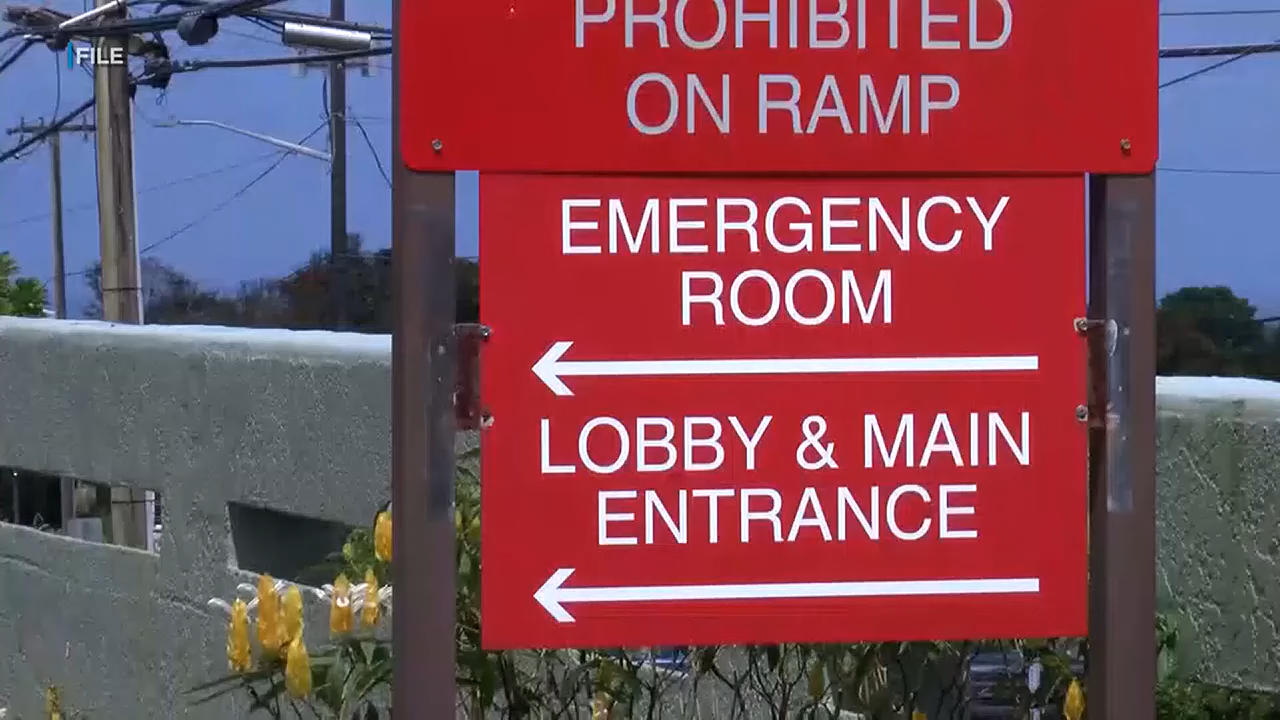 FILE
PROHIBITED
ON RAMP
EMERGENCY
ROOM
LOBBY & MAIN
ENTRANCE